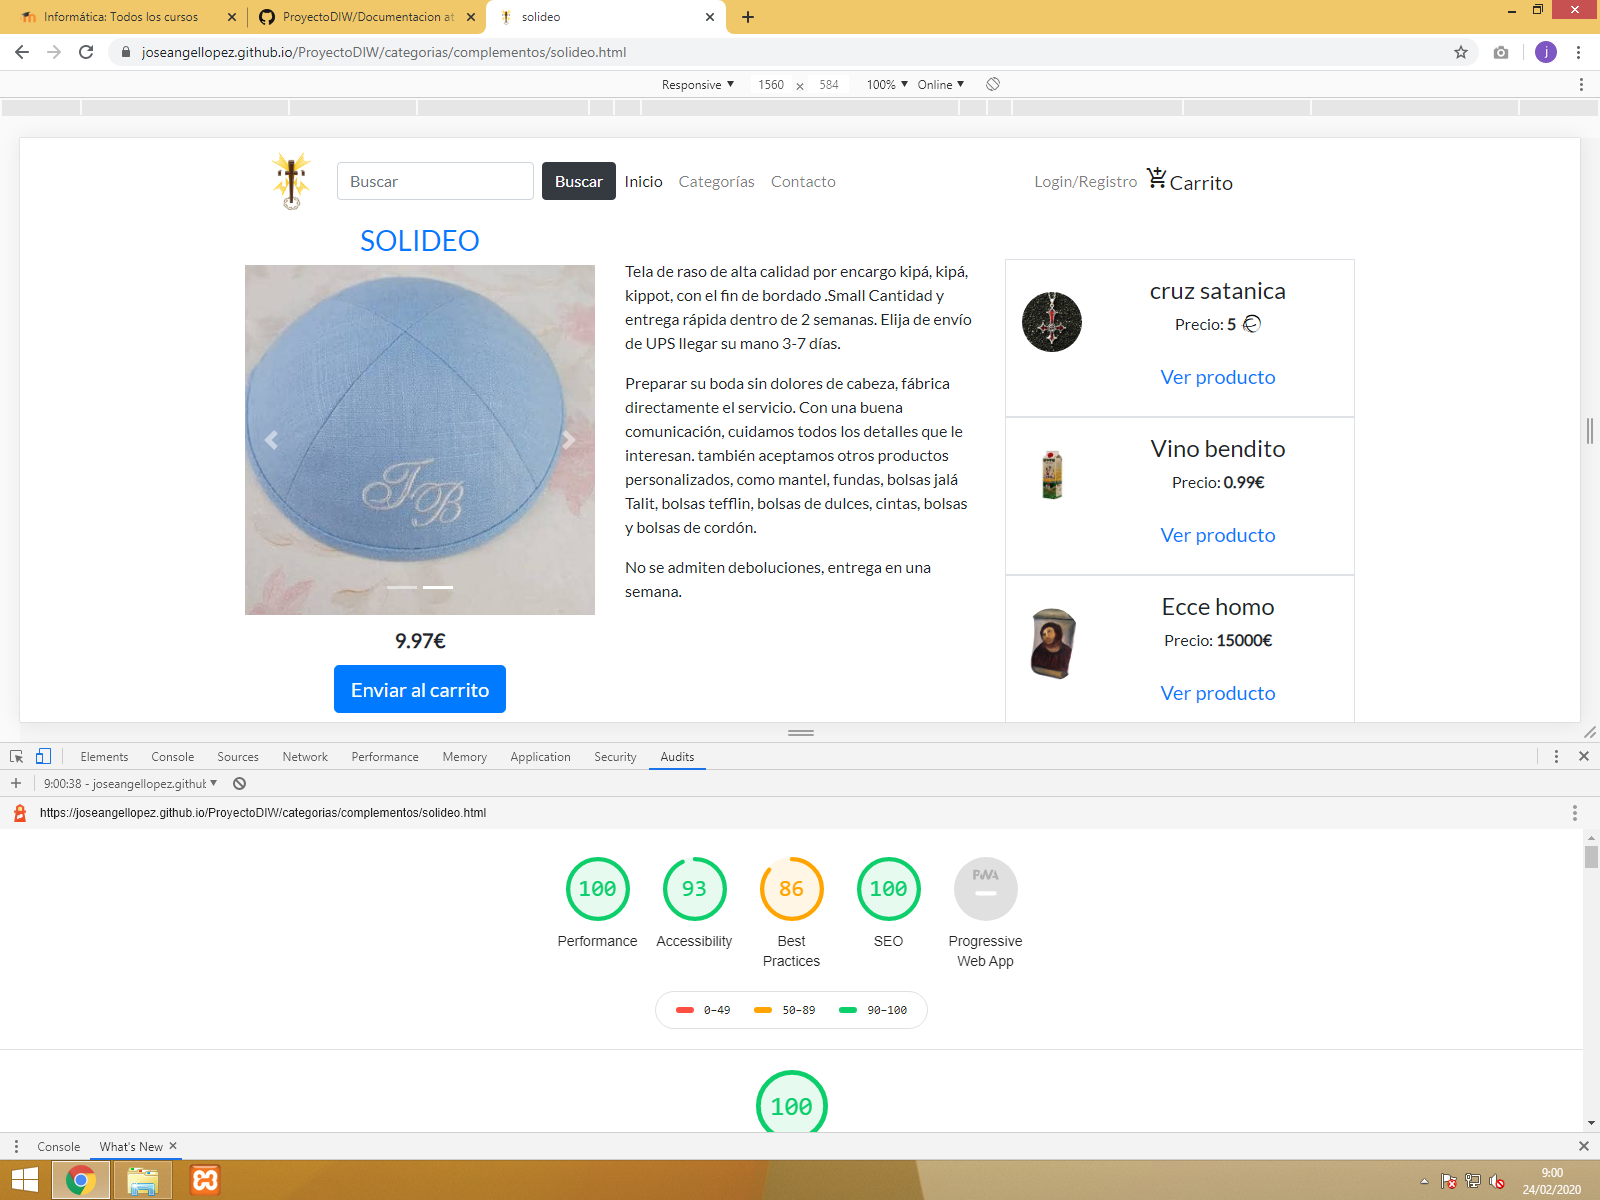 Informática: Todos los cursos
ProyectoDIW/Documentacion at
solideo
joseangellopez.github.io/ProyectoDIW/categorias/complementos/solideo.html
j
Responsive
1560 x 584
100%
Online
Buscar
Buscar
Inicio
Categorías
Contacto
Login/Registro
Carrito
SOLIDEO
TB
9.97€
Enviar al carrito
Tela de raso de alta calidad por encargo kipá, kipá,
kippot, con el fin de bordado .Small Cantidad y
entrega rápida dentro de 2 semanas. Elija de envío
de UPS llegar su mano 3-7 días.
Preparar su boda sin dolores de cabeza, fábrica
directamente el servicio. Con una buena
comunicación, cuidamos todos los detalles que le
interesan. también aceptamos otros productos
personalizados, como mantel, fundas, bolsas jalá
Talit, bolsas tefflin, bolsas de dulces, cintas, bolsas
y bolsas de cordón.
No se admiten deboluciones, entrega en una
semana.
cruz satanica
Precio: 5
Ver producto
Vino bendito
Precio: 0.99€
Ver producto
Ecce homo
Precio: 15000€
Ver producto
Elements
Console
Sources
Network
Performance
Memory
Application
Security
Audits
9:00:38 - joseangellopez.github
https://joseangellopez.github.io/ProyectoDIW/categorias/complementos/solideo.html
100
Performance
93
Accessibility
86
Best
Practices
100
SEO
PWA
Progressive
Web App
0–49
50–89
90–100
100
Console
What's New
9:00
24/02/2020